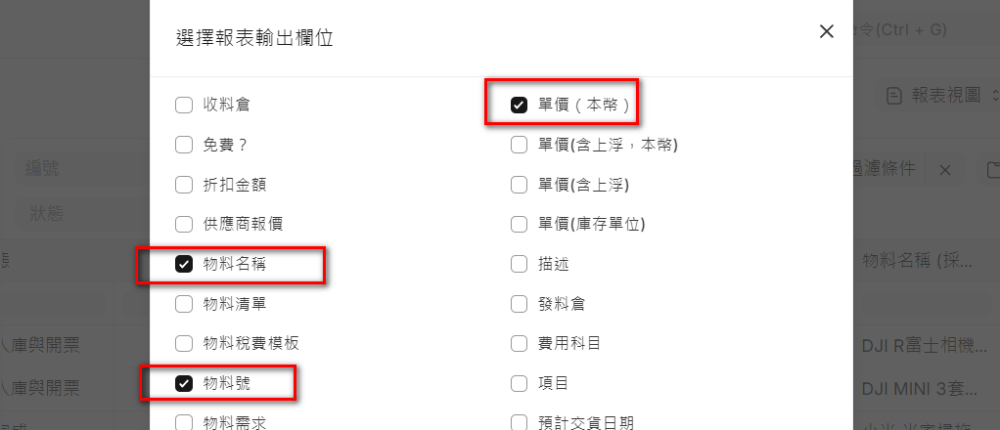 選擇報表輸出欄位
令(Ctrl + G)
報表視圖
編號
過濾條件
狀態
物料名稱 (採...
入庫與開票
DJI R富士相機...
入庫與開票
DJI MINI 3套...
收料倉
免費？
折扣金額
供應商報價
物料名稱
物料清單
物料稅費模板
物料號
物料需求
單價（本幣）
單價(含上浮，本幣)
單價(含上浮)
單價(庫存單位)
描述
發料倉
費用科目
項目
預計交貨日期